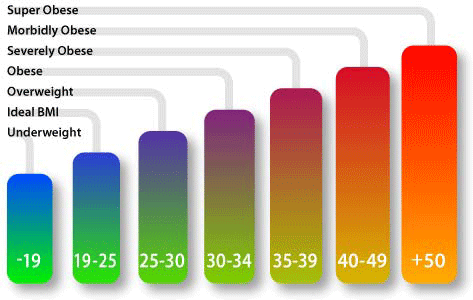 Super Obese
Morbidly Obese
Severely Obese
Obese
Overweight
Ideal BMI
Underweight
-19
19-25
25-30
30-34
35-39
40-49
+50